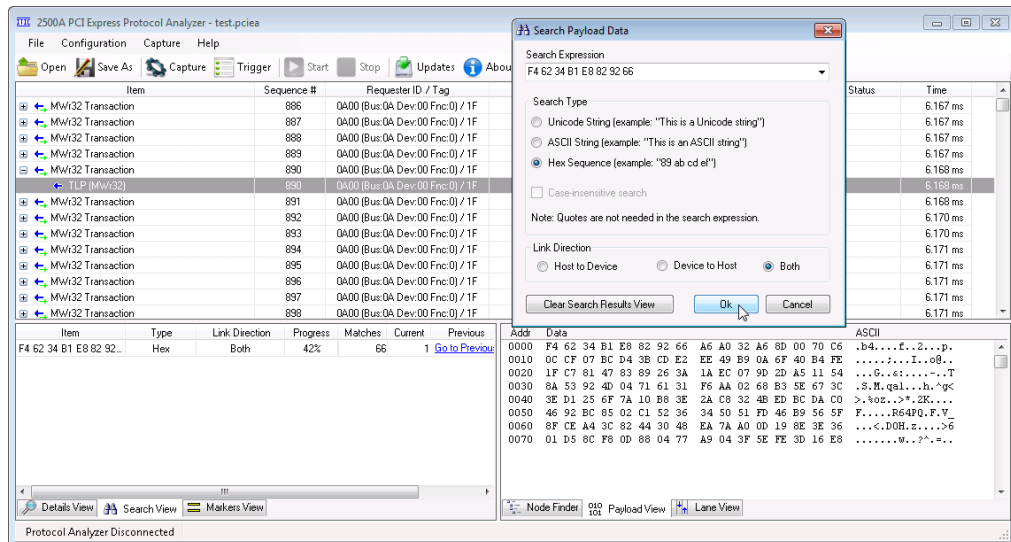 2500A PCI Express Protocol Analyzer - test.pciea
File Configuration Capture Help
Open Save As Capture Trigger Start Stop Updates Abou
Item Sequence # Requester ID / Tag Status Time
MWr32 Transaction 886 0A00 (Bus:0A Dev:00 Fnc:0) / 1F 6.167 ms
MWr32 Transaction 887 0A00 (Bus:0A Dev:00 Fnc:0) / 1F 6.167 ms
MWr32 Transaction 888 0A00 (Bus:0A Dev:00 Fnc:0) / 1F 6.167 ms
MWr32 Transaction 889 0A00 (Bus:0A Dev:00 Fnc:0) / 1F 6.167 ms
MWr32 Transaction 890 0A00 (Bus:0A Dev:00 Fnc:0) / 1F 6.168 ms
TLP (MWr32) 890 0A00 (Bus:0A Dev:00 Fnc:0) / 1F 6.168 ms
MWr32 Transaction 891 0A00 (Bus:0A Dev:00 Fnc:0) / 1F 6.168 ms
MWr32 Transaction 892 0A00 (Bus:0A Dev:00 Fnc:0) / 1F 6.170 ms
MWr32 Transaction 893 0A00 (Bus:0A Dev:00 Fnc:0) / 1F 6.170 ms
MWr32 Transaction 894 0A00 (Bus:0A Dev:00 Fnc:0) / 1F 6.171 ms
MWr32 Transaction 895 0A00 (Bus:0A Dev:00 Fnc:0) / 1F 6.171 ms
MWr32 Transaction 896 0A00 (Bus:0A Dev:00 Fnc:0) / 1F 6.171 ms
MWr32 Transaction 897 0A00 (Bus:0A Dev:00 Fnc:0) / 1F 6.171 ms
MWr32 Transaction 898 0A00 (Bus:0A Dev:00 Fnc:0) / 1F 6.171 ms
Search Payload Data
Search Expression
F4 62 34 B1 E8 82 92 66
Search Type
Unicode String (example: "This is a Unicode string")
ASCII String (example: "This is an ASCII string")
Hex Sequence (example: "89 ab cd ef")
Case-insensitive search
Note: Quotes are not needed in the search expression.
Link Direction
Host to Device Device to Host Both
Clear Search Results View Ok Cancel
Item Type Link Direction Progress Matches Current Previous
F4 62 34 B1 E8 82 92... Hex Both 42% 66 1 Go to Previou
Addr Data ASCII
0000 F4 62 34 B1 E8 82 92 66 A6 A0 32 A6 8D 00 70 C6 .b4....f..2...p.
0010 0C CF 07 BC D4 3B CD E2 EE 49 B9 0A 6F 40 B4 FE .....;...I..o@..
0020 1F C7 81 47 83 89 26 3A 1A EC 07 9D 2D A5 11 54 ...G..&:....-..T
0030 8A 53 92 4D 04 71 61 31 F6 AA 02 68 B3 5E 67 3C .S.M.qa1...h.^g<
0040 3E D1 25 6F 7A 10 B8 3E 2A C8 32 4B ED BC DA C0 >.%oz..>*.2K....
0050 46 92 BC 85 02 C1 52 36 34 50 51 FD 46 B9 56 5F F.....R64PQ.F.V_
0060 8F CE A4 3C 82 44 30 48 EA 7A A0 0D 19 8E 3E 36 ...<.D0H.z....>6
0070 01 D5 8C F8 0D 88 04 77 A9 04 3F 5E FE 3D 16 E8 .......w..?^.=..
Details View Search View Markers View
Node Finder Payload View Lane View
Protocol Analyzer Disconnected